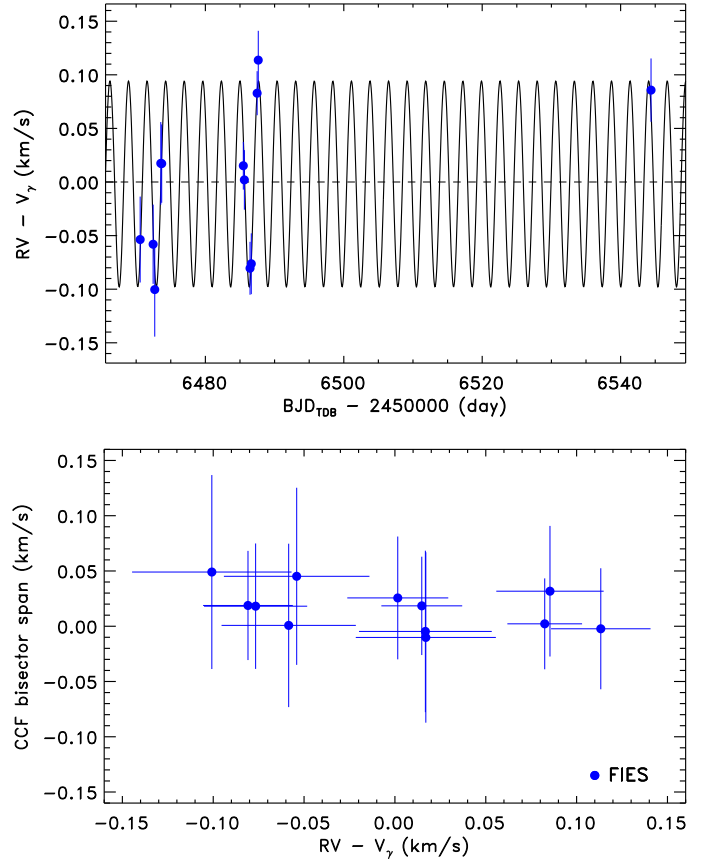 0.15
0.10
0.05
0.00
−0.05
−0.10
−0.15
RV − Vγ (km/s)
6480 6500 6520 6540
BJD_TDB − 2450000 (day)
0.15
0.10
0.05
0.00
−0.05
−0.10
−0.15
CCF bisector span (km/s)
FIES
−0.15 −0.10 −0.05 0.00 0.05 0.10 0.15
RV − Vγ (km/s)